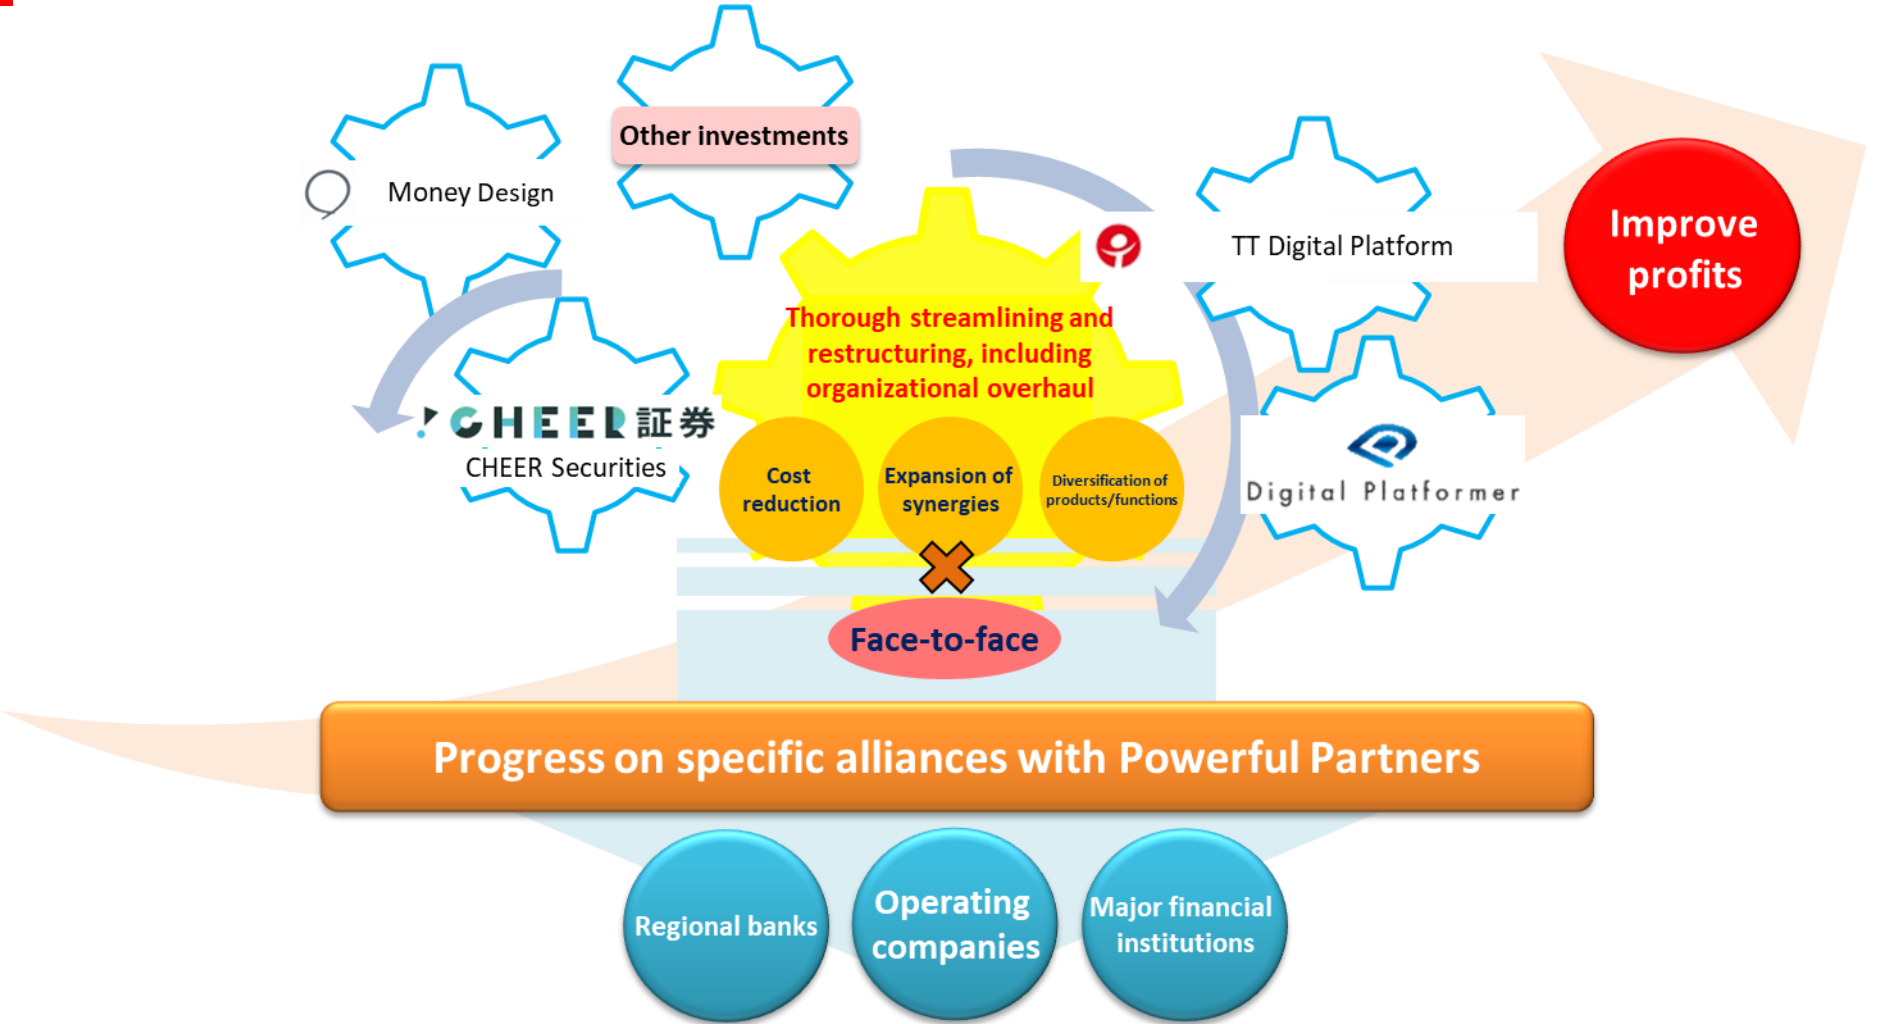 Other investments
Money Design
TT Digital Platform
Improve
profits
Thorough streamlining and
restructuring, including
organizational overhaul
CHEER証券
CHEER Securities
Cost
reduction
Expansion of
synergies
Diversification of
products/functions
Digital Platformer
Face-to-face
Progress on specific alliances with Powerful Partners
Regional banks
Operating
companies
Major financial
institutions